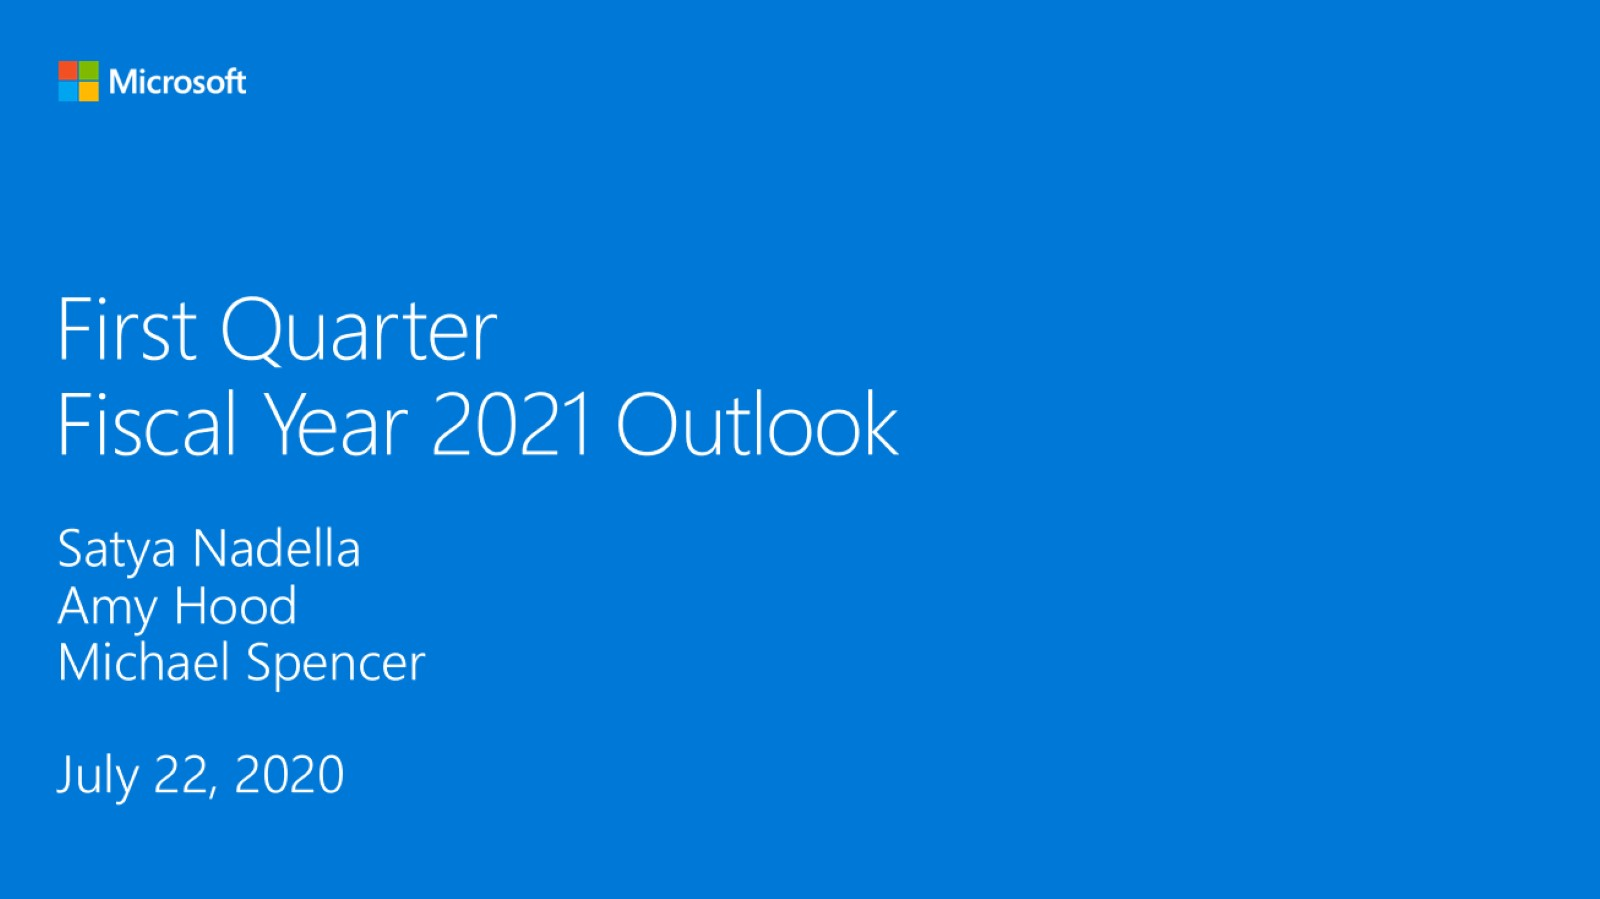 Microsoft
First Quarter
Fiscal Year 2021 Outlook
Satya Nadella
Amy Hood
Michael Spencer
July 22, 2020